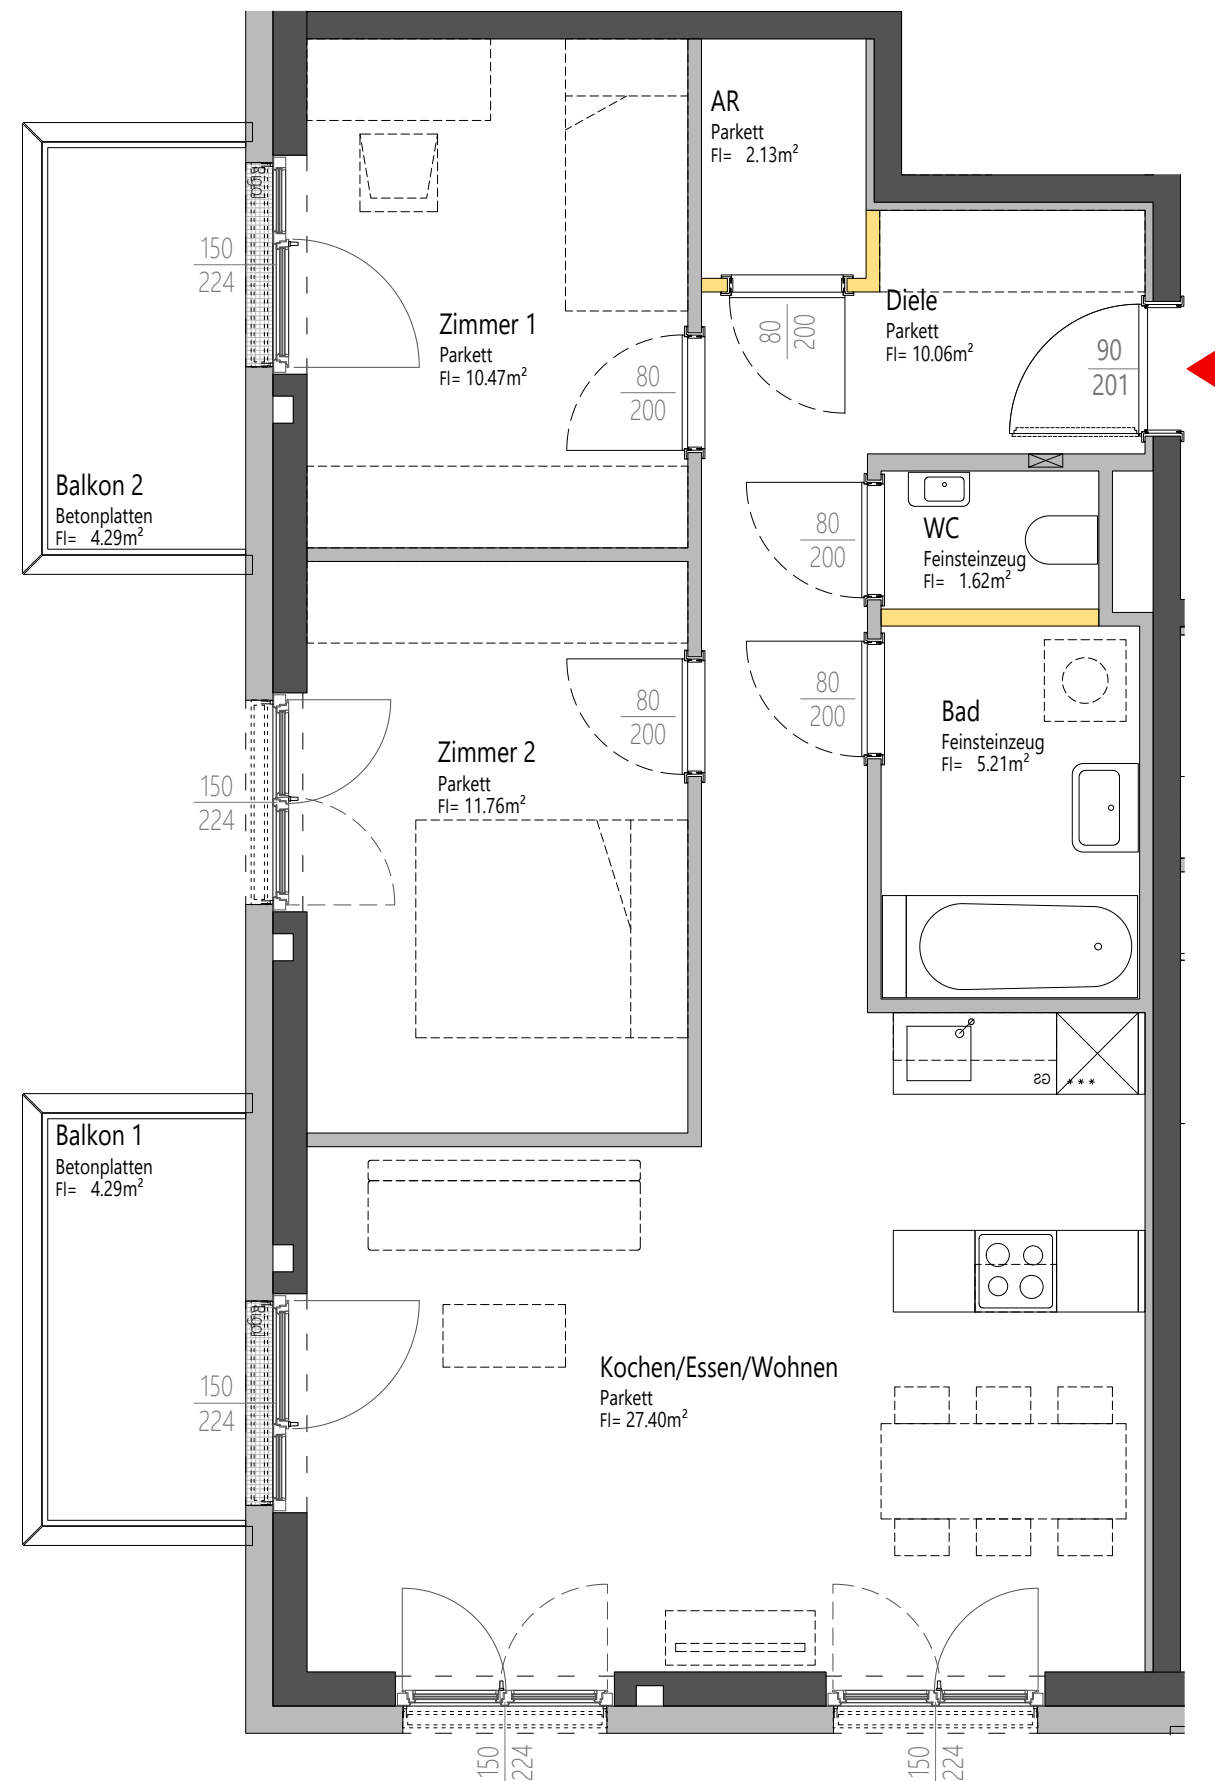 AR
Parkett
Fl= 2.13m²
Diele
Parkett
Fl= 10.06m²
80
200
90
201
150
224
Zimmer 1
Parkett
Fl= 10.47m²
80
200
Balkon 2
Betonplatten
Fl= 4.29m²
80
200
WC
Feinsteinzeug
Fl= 1.62m²
80
200
80
200
Bad
Feinsteinzeug
Fl= 5.21m²
Zimmer 2
Parkett
Fl= 11.76m²
150
224
GS
***
Balkon 1
Betonplatten
Fl= 4.29m²
150
224
Kochen/Essen/Wohnen
Parkett
Fl= 27.40m²
150
224
150
224